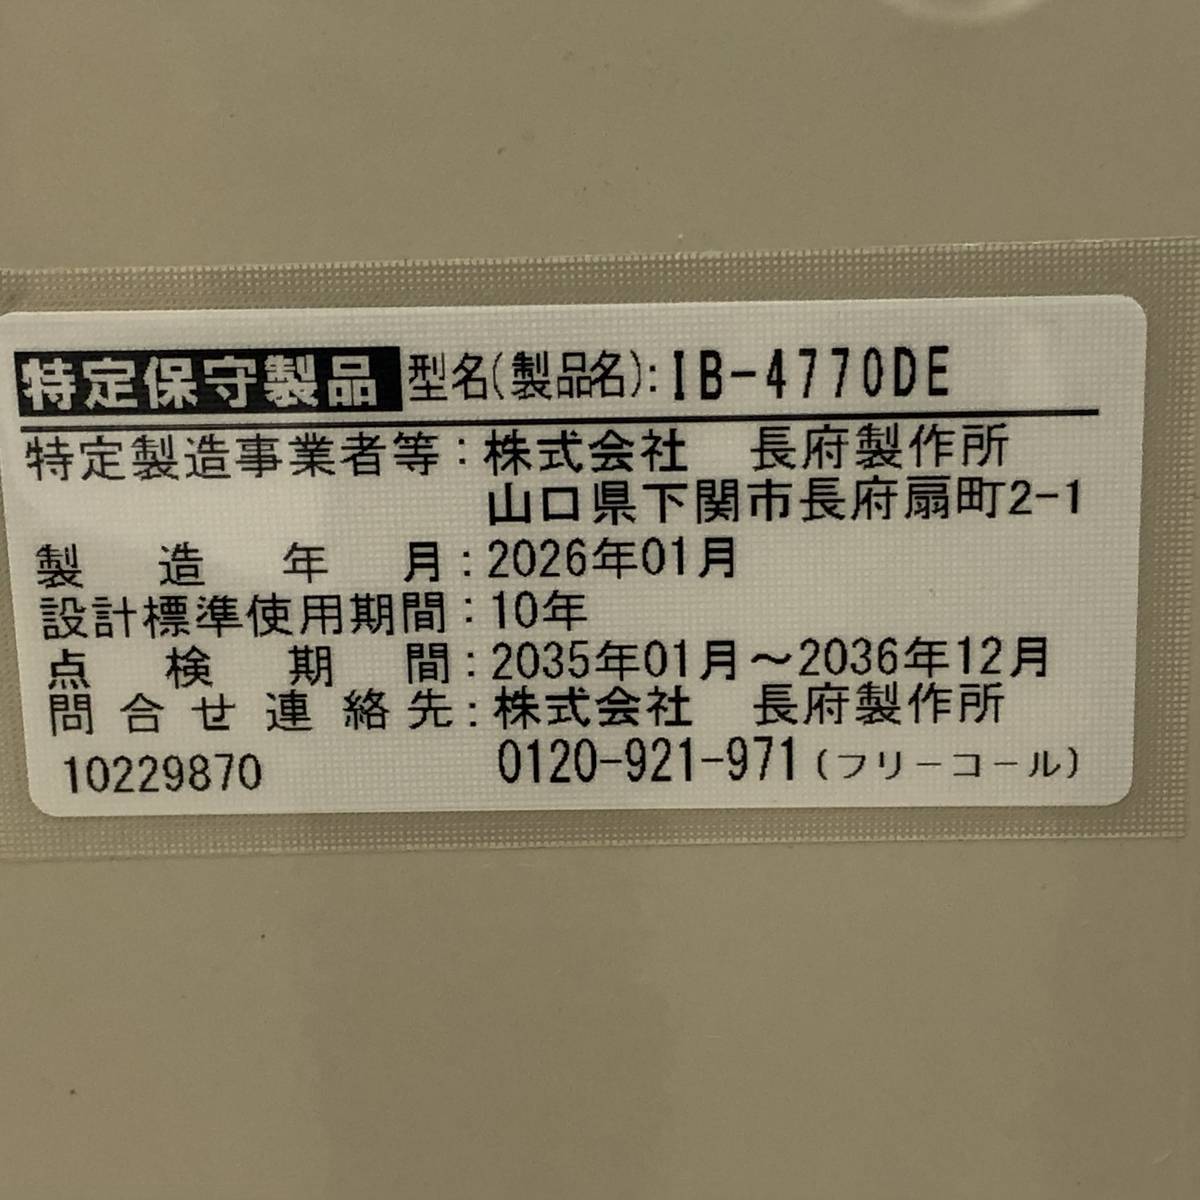 特定保守製品 型名(製品名):IB-4770DE
特定製造事業者等:株式会社 長府製作所
山口県下関市長府扇町2-1
製造年月:2026年01月
設計標準使用期間:10年
点検期間:2035年01月～2036年12月
問合せ連絡先:株式会社 長府製作所
10229870 0120-921-971(フリーコール)